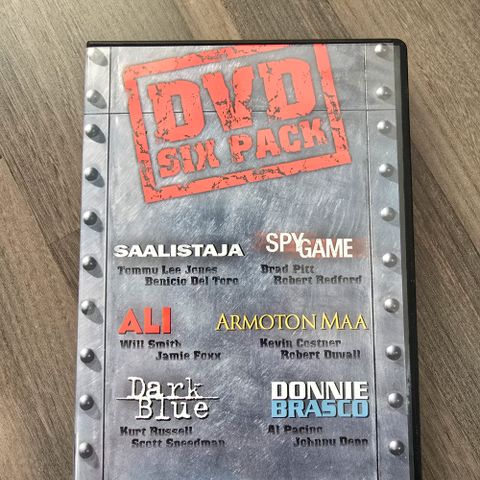 DVD
SIX PACK
SAALISTAJA
Tommy Lee Jones
Benicio Del Toro
SPY GAME
Brad Pitt
Robert Redford
ALI
Will Smith
Jamie Foxx
ARMOTON MAA
Kevin Costner
Robert Duvall
Dark
Blue
Kurt Russell
Scott Speedman
DONNIE
BRASCO
Al Pacino
Johnny Depp